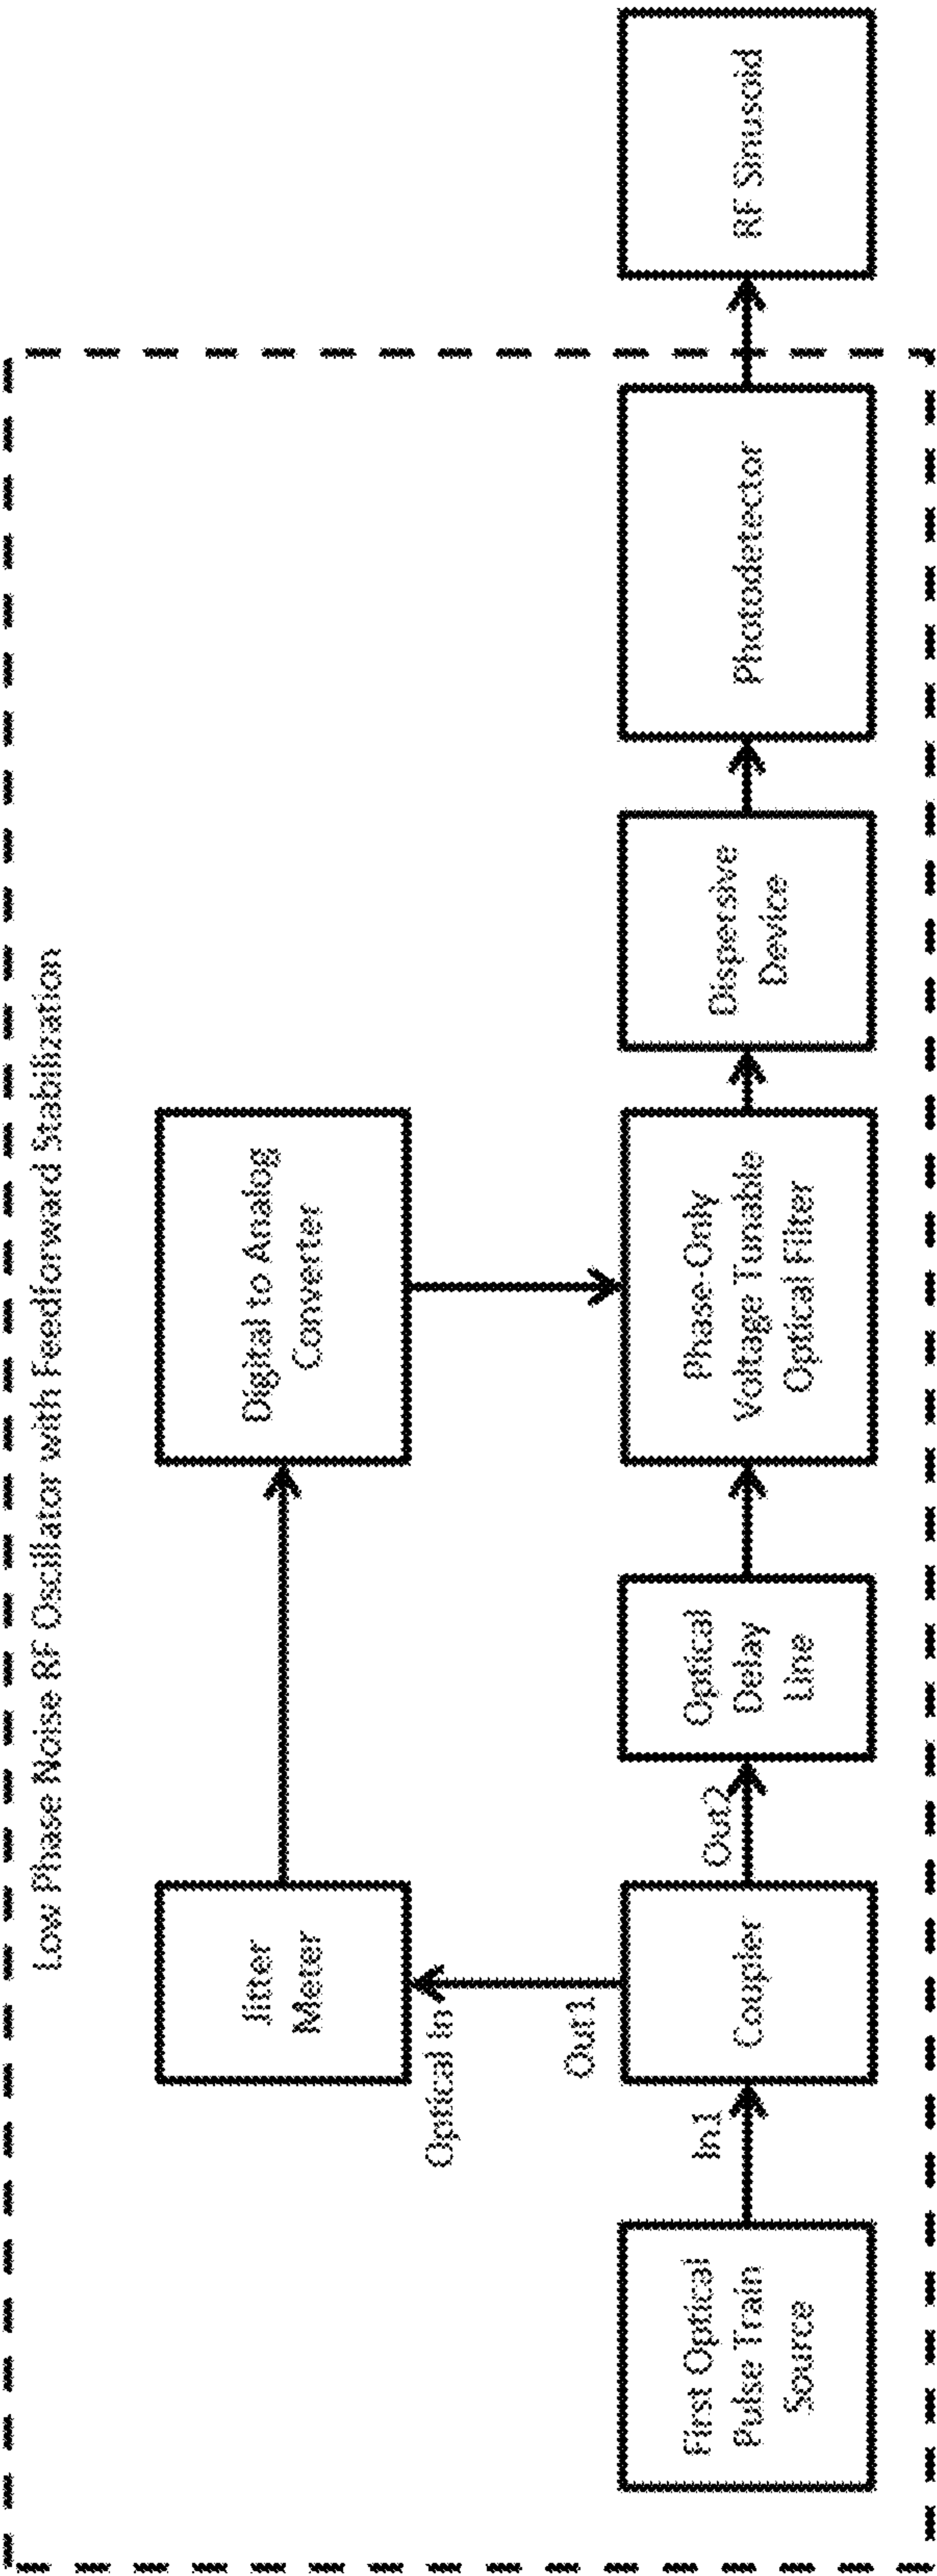 Low Phase Noise RF Oscillator with Feedforward Stabilization
Jitter
Meter
Digital to Analog
Converter
Optical In
Out1
In1
Out2
First Optical
Pulse Train
Source
Coupler
Optical
Delay
Line
Phase-Only
Voltage Tunable
Optical Filter
Dispersive
Device
Photodetector
RF Sinusoid